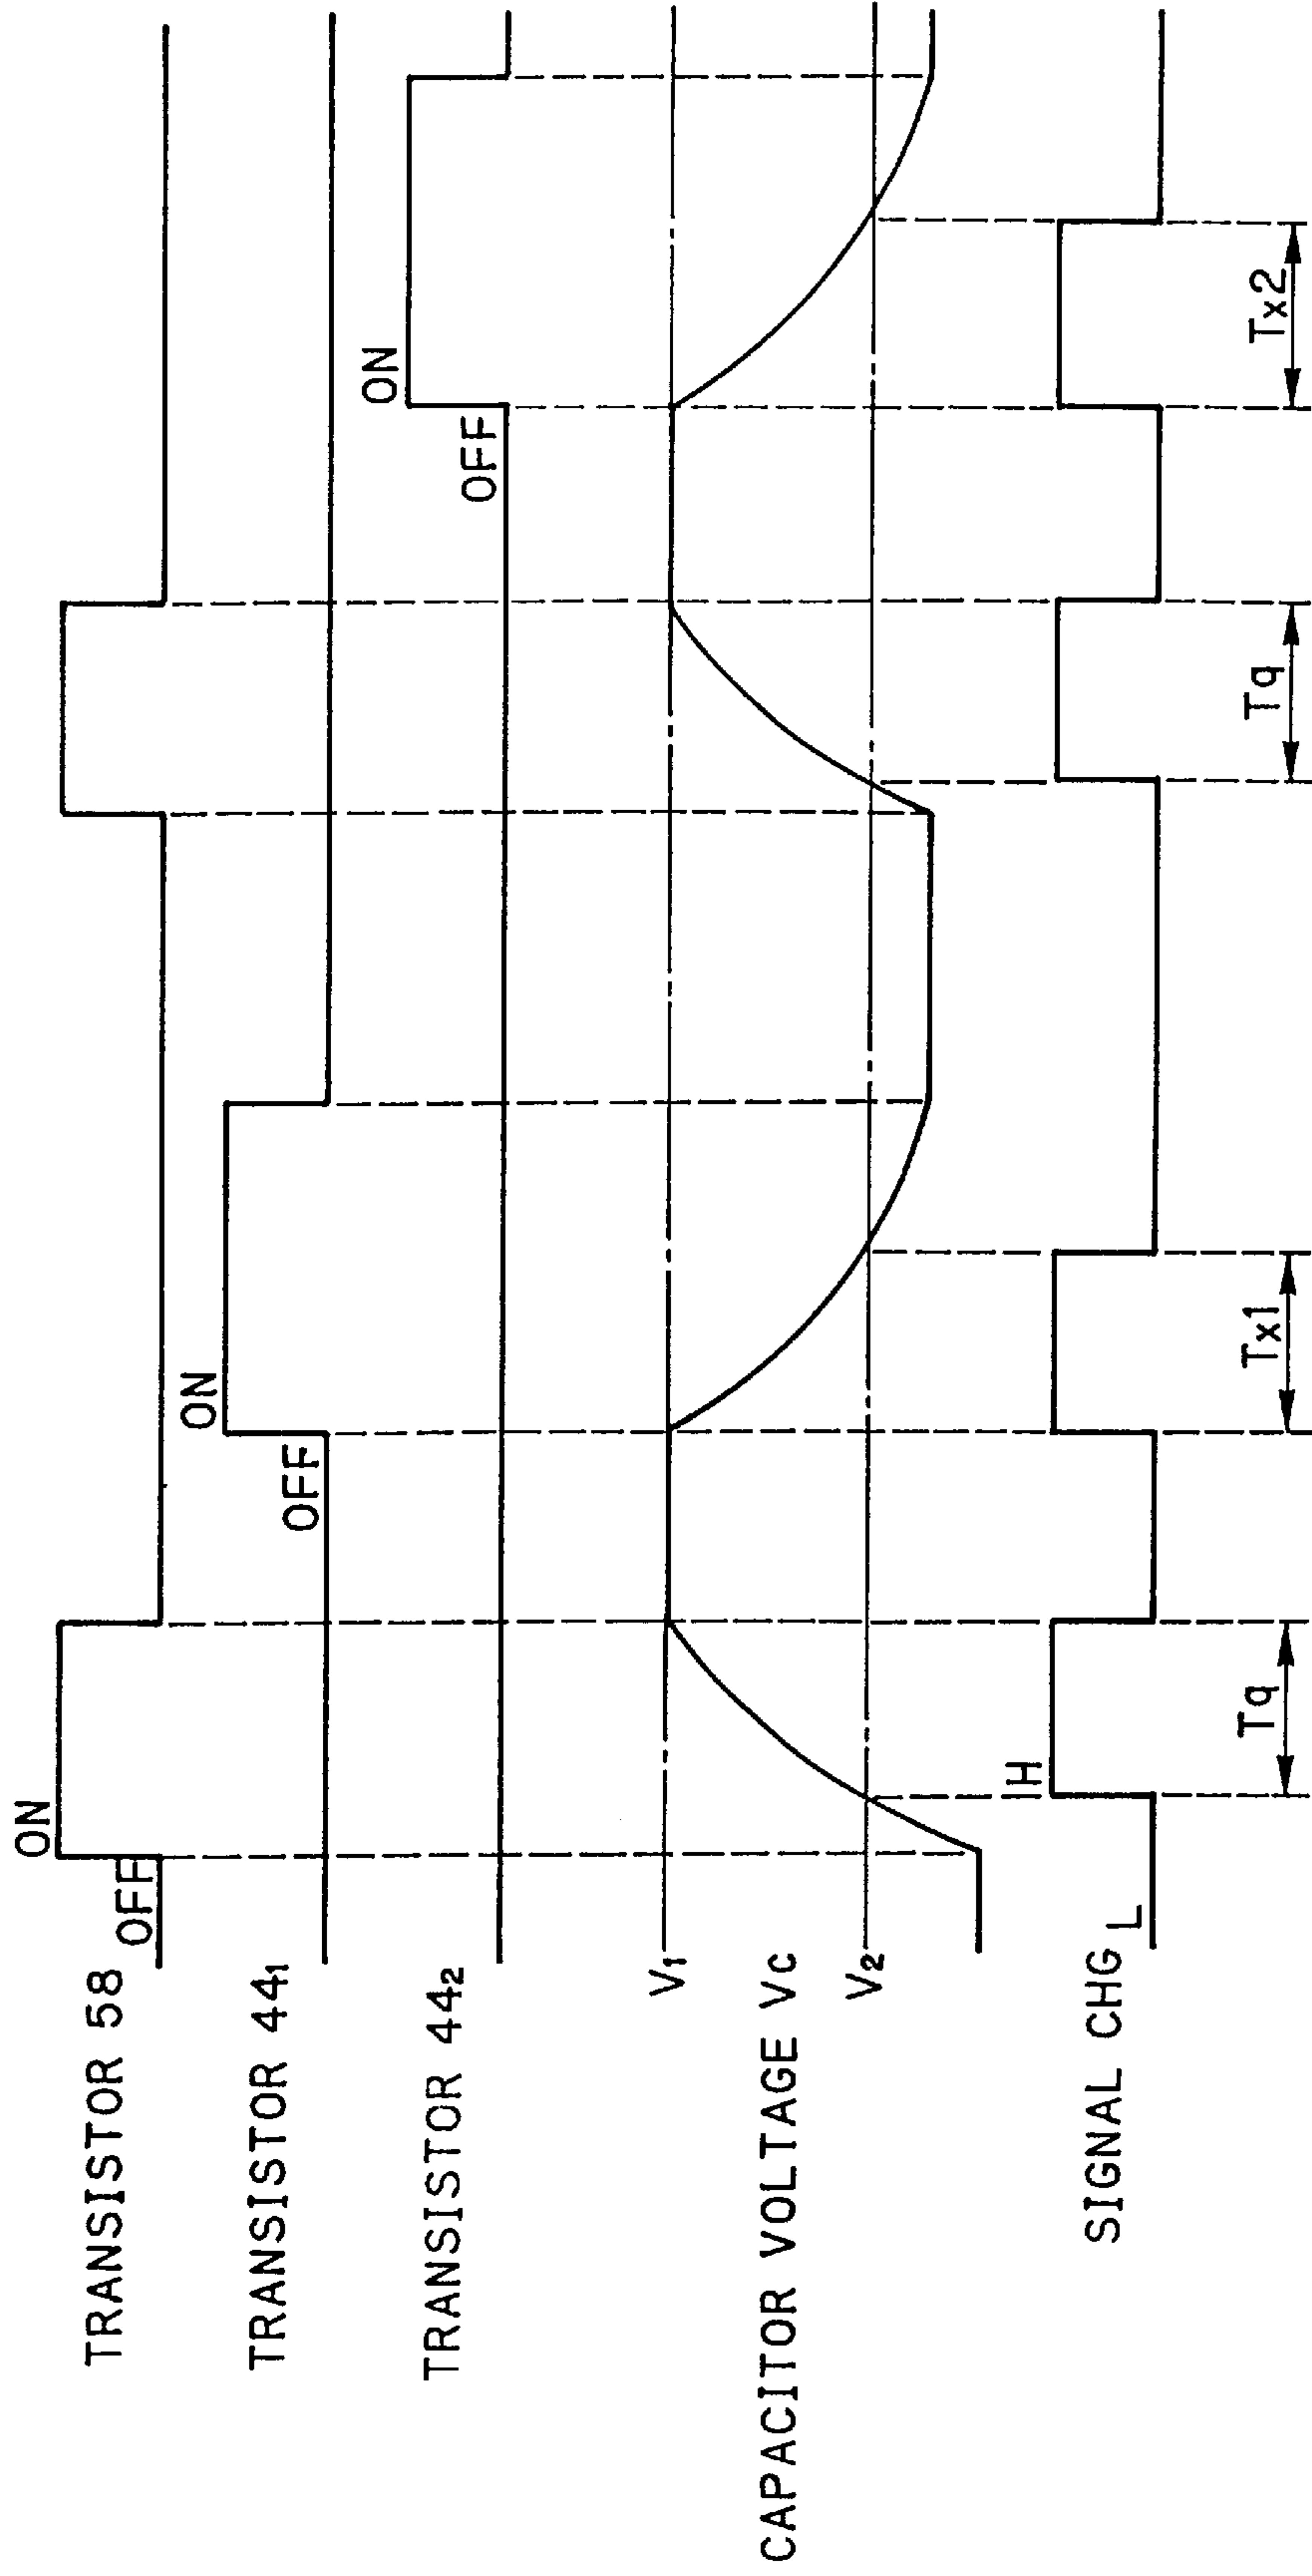 TRANSISTOR 58
OFF
ON
TRANSISTOR 44₁
OFF
ON
TRANSISTOR 44₂
OFF
ON
V₁
CAPACITOR VOLTAGE Vc
V₂
SIGNAL CHG
L
H
Tq
Tx1
Tq
Tx2